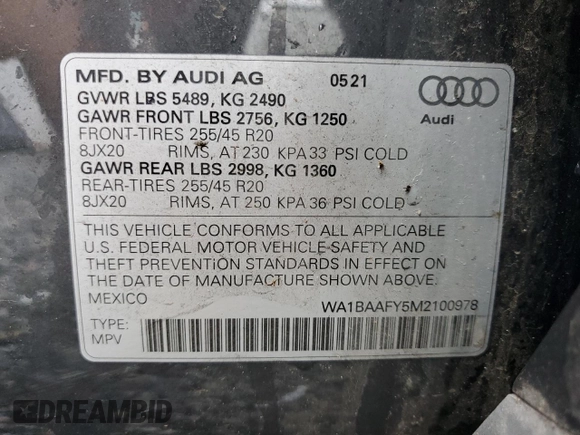 MFD. BY AUDI AG 0521
GVWR LBS 5489, KG 2490
GAWR FRONT LBS 2756, KG 1250
FRONT-TIRES 255/45 R20
8JX20 RIMS, AT 230 KPA 33 PSI COLD
GAWR REAR LBS 2998, KG 1360
REAR-TIRES 255/45 R20
8JX20 RIMS, AT 250 KPA 36 PSI COLD
Audi
THIS VEHICLE CONFORMS TO ALL APPLICABLE
U.S. FEDERAL MOTOR VEHICLE SAFETY AND
THEFT PREVENTION STANDARDS IN EFFECT ON
THE DATE OF MANUFACTURE SHOWN ABOVE.
MEXICO WA1BAAFY5M2100978
TYPE:
MPV
DREAMBID